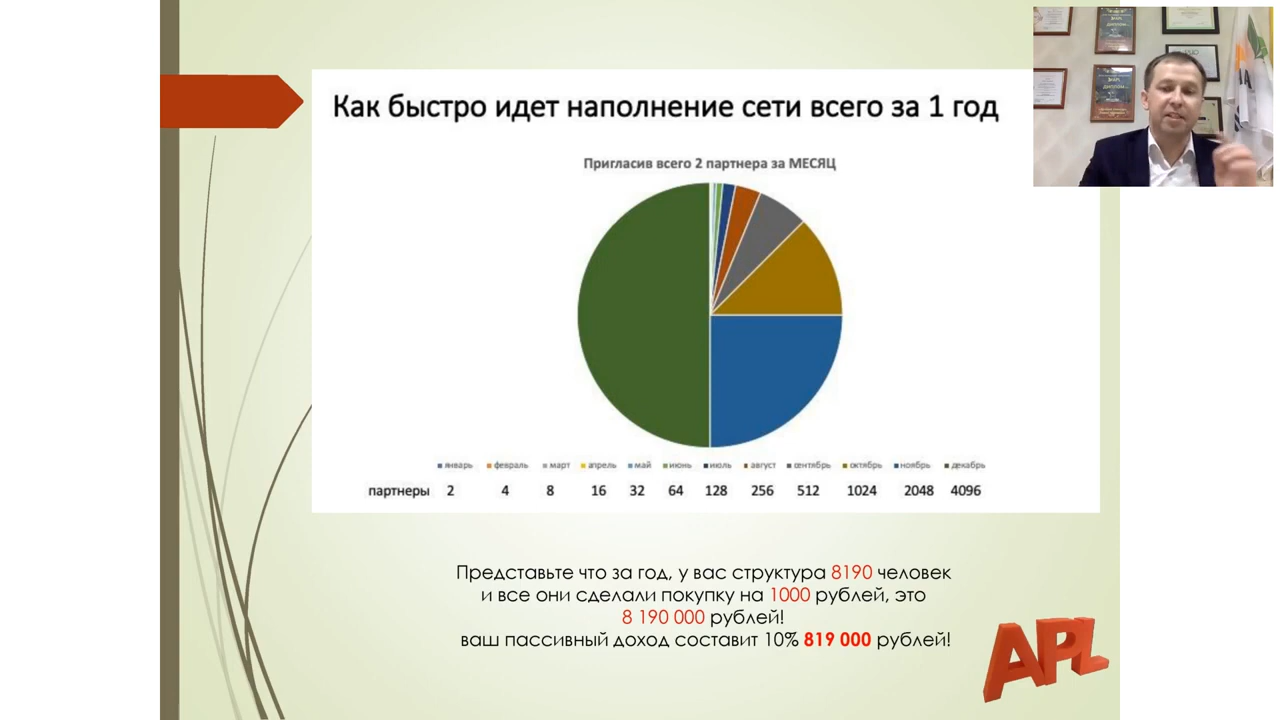 Как быстро идет наполнение сети всего за 1 год
Пригласив всего 2 партнера за МЕСЯЦ
январь февраль март апрель май июнь июль август сентябрь октябрь ноябрь декабрь
партнеры 2 4 8 16 32 64 128 256 512 1024 2048 4096
Представьте что за год, у вас структура 8190 человек
и все они сделали покупку на 1000 рублей, это
8 190 000 рублей!
ваш пассивный доход составит 10% 819 000 рублей!
APL
ДИПЛОМ
ДИПЛОМ